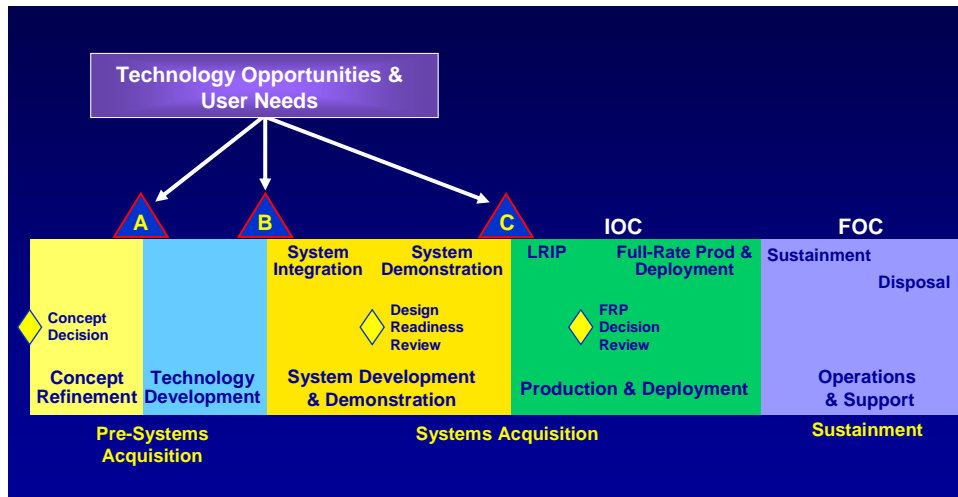 Technology Opportunities &
User Needs
A
B
C
IOC
FOC
System
Integration
System
Demonstration
LRIP
Full-Rate Prod &
Deployment
Sustainment
Disposal
Concept
Decision
Design
Readiness
Review
FRP
Decision
Review
Concept
Refinement
Technology
Development
System Development
& Demonstration
Production & Deployment
Operations
& Support
Pre-Systems
Acquisition
Systems Acquisition
Sustainment